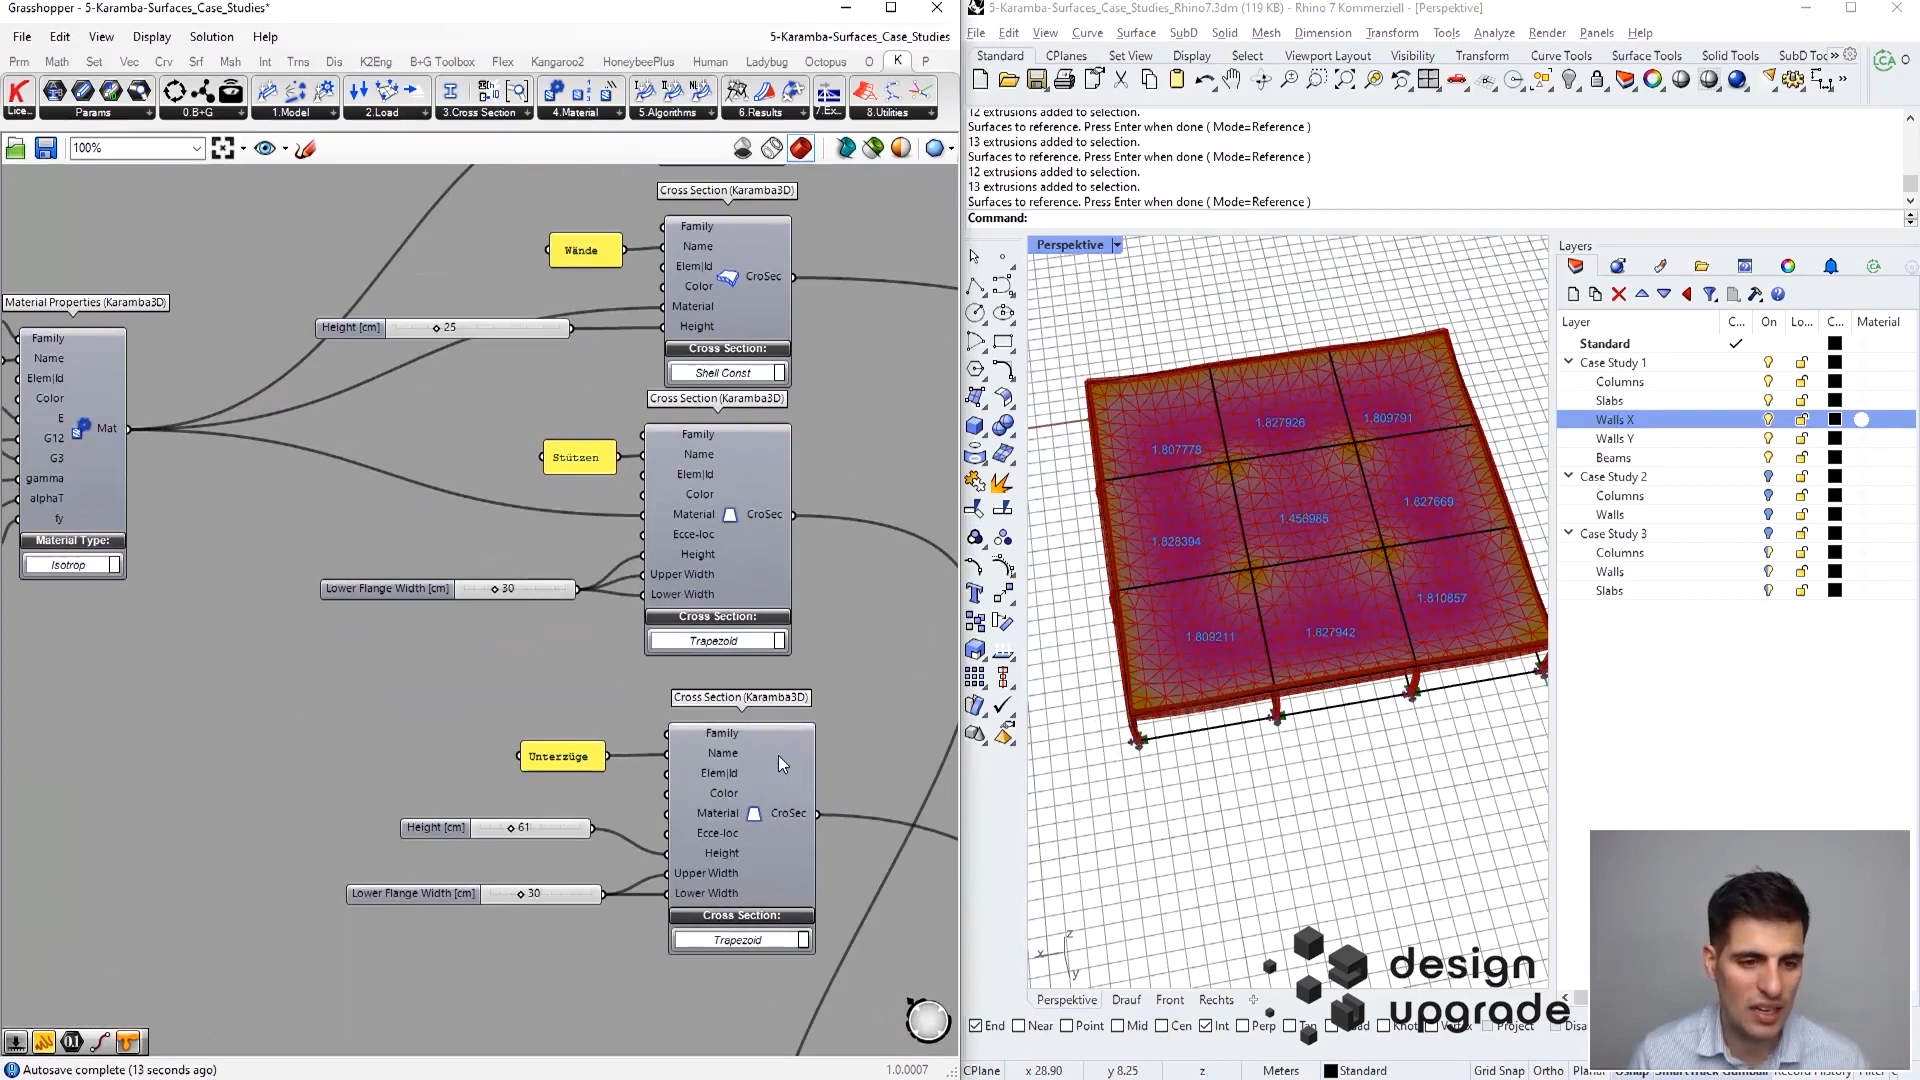 Grasshopper - 5-Karamba-Surfaces_Case_Studies*
File Edit View Display Solution Help
5-Karamba-Surfaces_Case_Studies
Prm Math Set Vec Crv Srf Msh Int Trns Dis K2Eng B+G Toolbox Flex Kangaroo2 HoneybeePlus Human Ladybug Octopus O K P
Lice... Params 0.B+G 1.Model 2.Load 3.Cross Section 4.Material 5.Algorithms 6.Results 7.Ex... 8.Utilities
100%
Cross Section (Karamba3D)
Family
Wände
Name
Elem|Id
CroSec
Color
Material
Height [cm]
25
Height
Cross Section:
Shell Const
Material Properties (Karamba3D)
Family
Name
Elem|Id
Color
E
G12
Mat
G3
gamma
alphaT
fy
Material Type:
Isotrop
Cross Section (Karamba3D)
Family
Stützen
Name
Elem|Id
Color
Material
CroSec
Ecce-loc
Height
Upper Width
Lower Flange Width [cm]
30
Lower Width
Cross Section:
Trapezoid
Cross Section (Karamba3D)
Family
Unterzüge
Name
Elem|Id
Color
Material
CroSec
Ecce-loc
Height [cm]
61
Height
Upper Width
Lower Flange Width [cm]
30
Lower Width
Cross Section:
Trapezoid
Autosave complete (13 seconds ago)
1.0.0007
5-Karamba-Surfaces_Case_Studies_Rhino7.3dm (119 KB) - Rhino 7 Kommerziell - [Perspektive]
File Edit View Curve Surface SubD Solid Mesh Dimension Transform Tools Analyze Render Panels Help
Standard CPlanes Set View Display Select Viewport Layout Visibility Transform Curve Tools Surface Tools Solid Tools SubD Toc
12 extrusions added to selection.
Surfaces to reference. Press Enter when done ( Mode=Reference )
13 extrusions added to selection.
Surfaces to reference. Press Enter when done ( Mode=Reference )
12 extrusions added to selection.
13 extrusions added to selection.
Surfaces to reference. Press Enter when done ( Mode=Reference )
Command:
Perspektive
1.807778
1.827926
1.809791
1.828394
1.456985
1.827669
1.809211
1.827942
1.810857
z
x
y
Layers
Layer C... On Lo... C... Material
Standard
Case Study 1
Columns
Slabs
Walls X
Walls Y
Beams
Case Study 2
Columns
Walls
Case Study 3
Columns
Walls
Slabs
design
upgrade
Perspektive Drauf Front Rechts
End Near Point Mid Cen Int Perp Project Disa
CPlane x 28.90 y 8.25 z Meters Standard Grid Snap Ortho